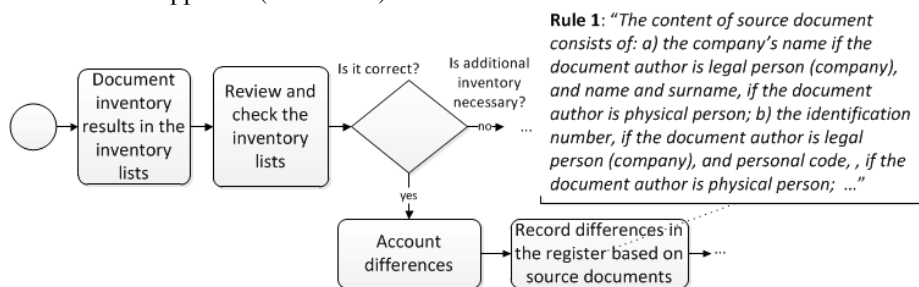 Rule 1: “The content of source document
consists of: a) the company’s name if the
document author is legal person (company),
and name and surname, if the document
author is physical person; b) the identification
number, if the document author is legal
person (company), and personal code, , if the
document author is physical person; …”
Document
inventory
results in the
inventory
lists
Review and
check the
inventory
lists
Is it correct?
Is additional
inventory
necessary?
no
...
yes
Account
differences
Record differences in
the register based on
source documents
...